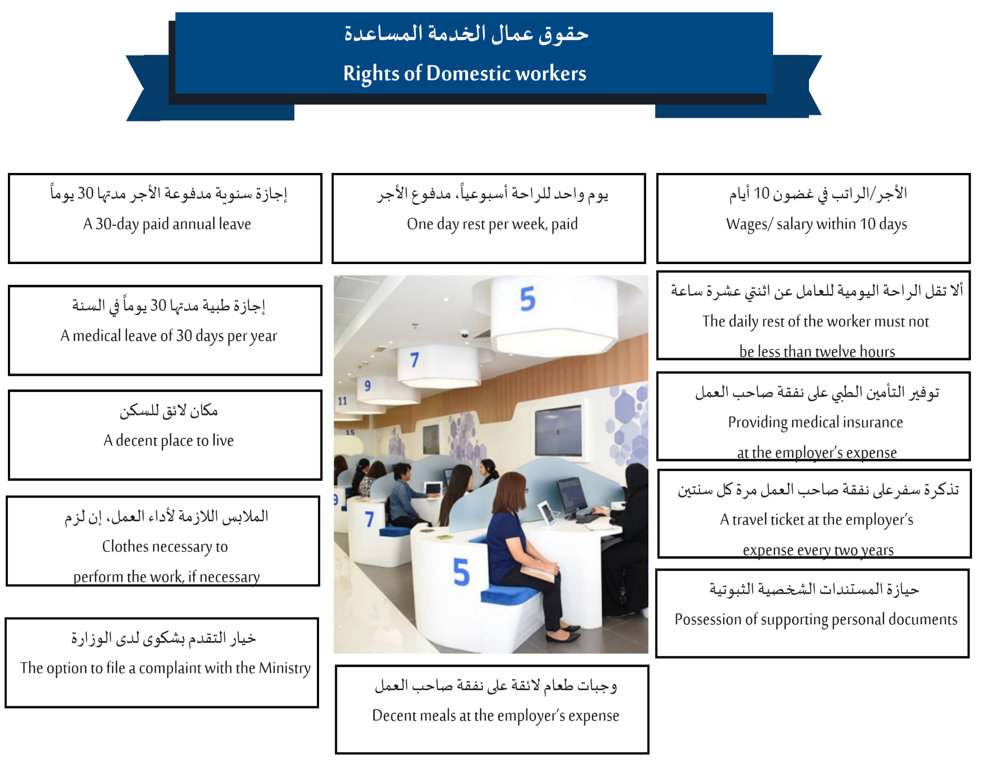 حقوق عمال الخدمة المساعدة
Rights of Domestic workers
إجازة سنوية مدفوعة الأجر مدتها 30 يوماً
A 30-day paid annual leave
يوم واحد للراحة أسبوعياً، مدفوع الأجر
One day rest per week, paid
الأجر/الراتب في غضون 10 أيام
Wages/ salary within 10 days
إجازة طبية مدتها 30 يوماً في السنة
A medical leave of 30 days per year
ألا تقل الراحة اليومية للعامل عن اثنتي عشرة ساعة
The daily rest of the worker must not
be less than twelve hours
مكان لائق للسكن
A decent place to live
توفير التأمين الطبي على نفقة صاحب العمل
Providing medical insurance
at the employer's expense
الملابس اللازمة لأداء العمل، إن لزم
Clothes necessary to
perform the work, if necessary
تذكرة سفرعلى نفقة صاحب العمل مرة كل سنتين
A travel ticket at the employer's
expense every two years
خيار التقدم بشكوى لدى الوزارة
The option to file a complaint with the Ministry
حيازة المستندات الشخصية الثبوتية
Possession of supporting personal documents
5
7
9
11
15
9
7
5
وجبات طعام لائقة على نفقة صاحب العمل
Decent meals at the employer's expense